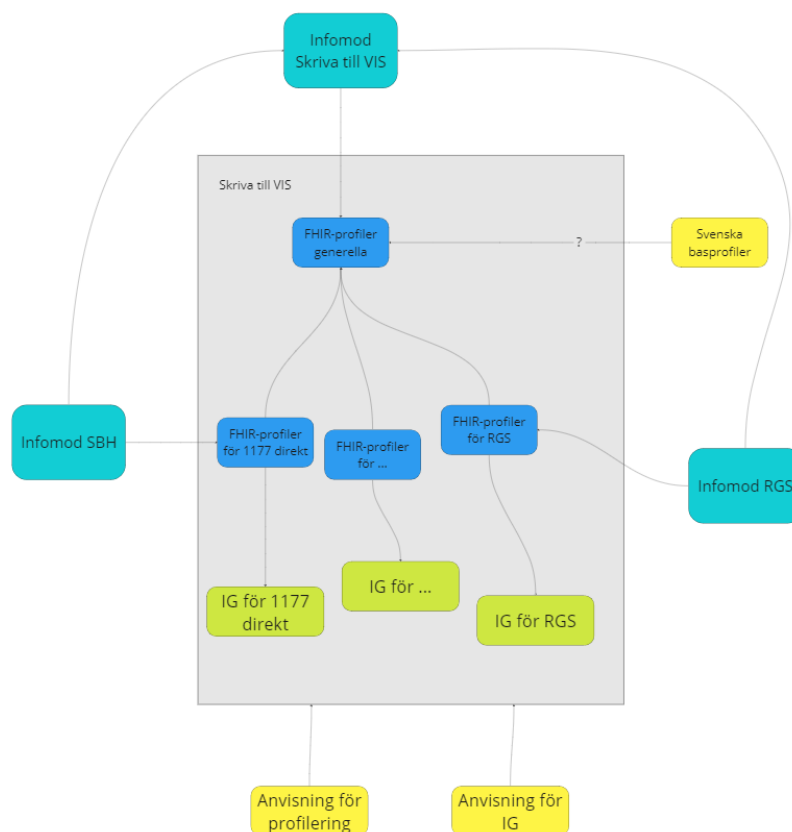 Infomod
Skriva till VIS
Skriva till VIS
FHIR-profiler
generella
?
Svenska
basprofiler
Infomod SBH
FHIR-profiler
för 1177 direkt
FHIR-profiler
för ...
FHIR-profiler
för RGS
Infomod RGS
IG för 1177
direkt
IG för ...
IG för RGS
Anvisning för
profilering
Anvisning för
IG